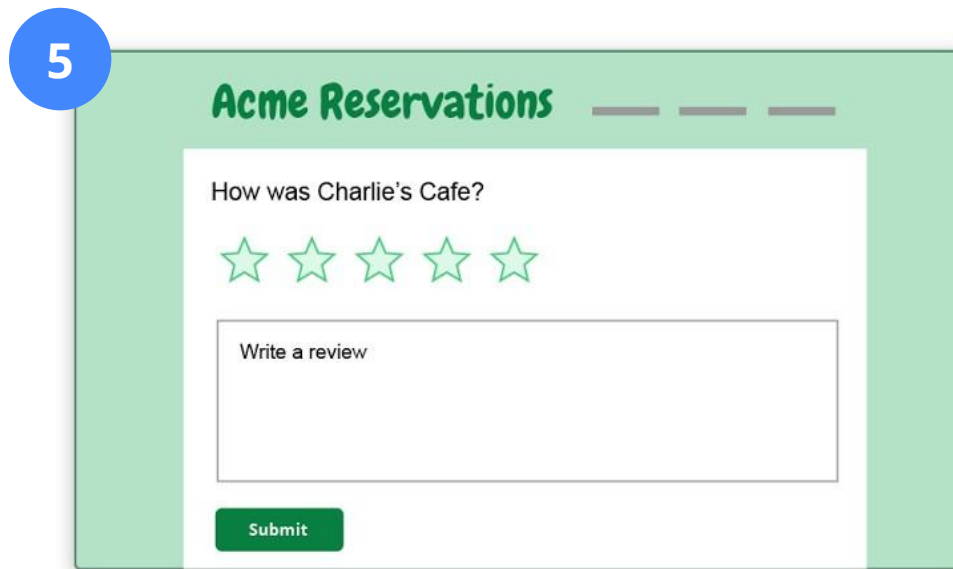 5
Acme Reservations
How was Charlie's Cafe?
Write a review
Submit